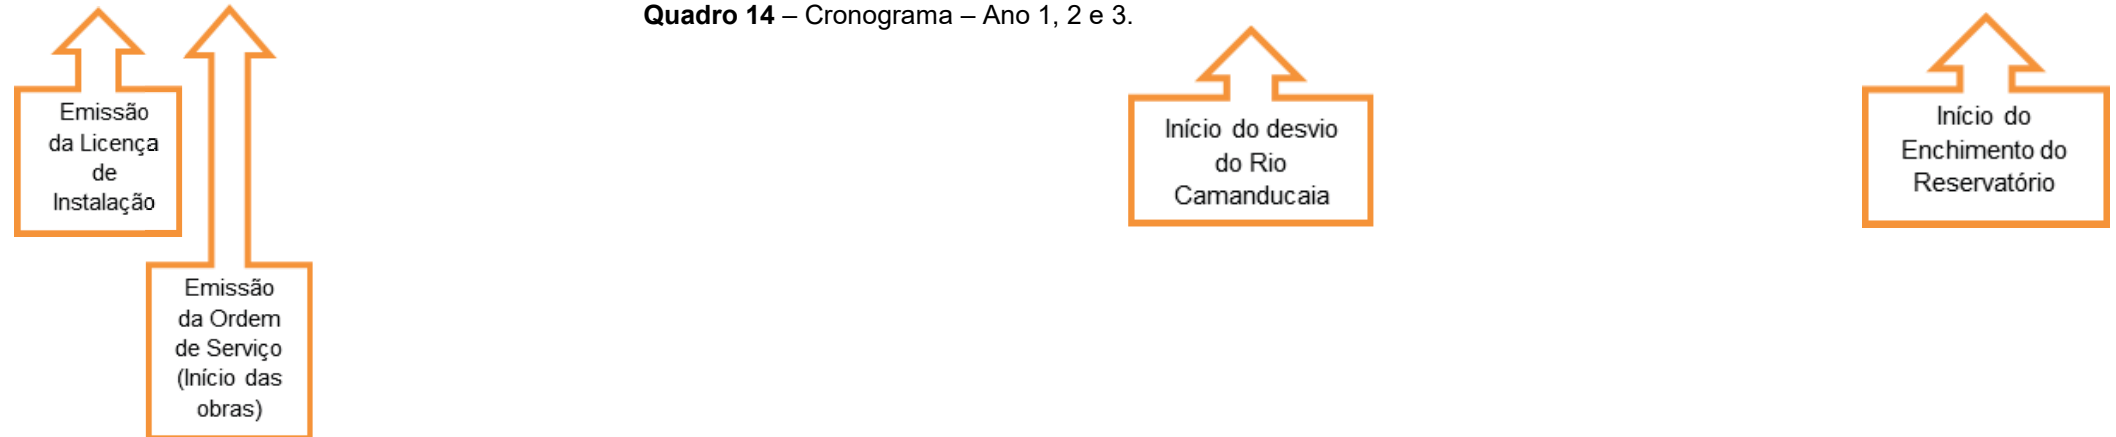 Quadro 14 – Cronograma – Ano 1, 2 e 3.
Emissão
da Licença
de
Instalação
Emissão
da Ordem
de Serviço
(Início das
obras)
Início do desvio
do Rio
Camanducaia
Início do
Enchimento do
Reservatório